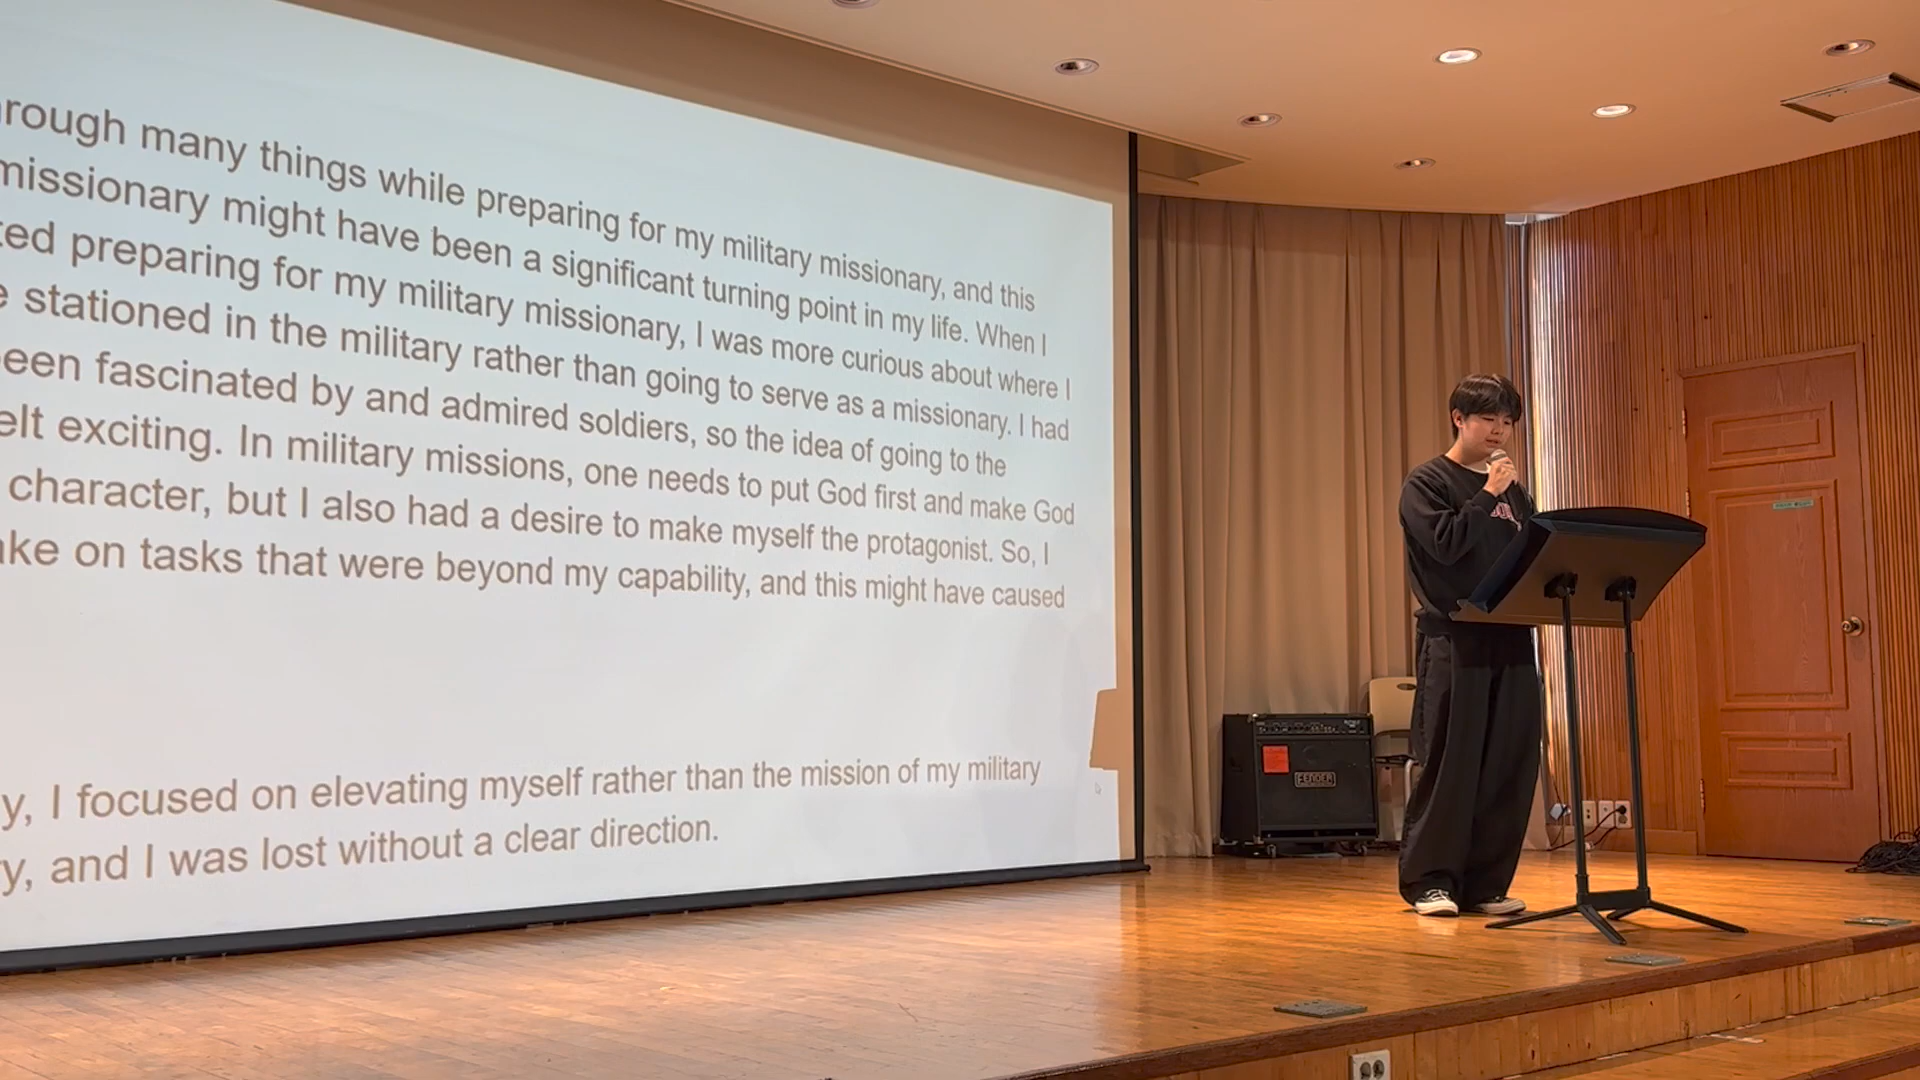 rough many things while preparing for my military missionary, and this
missionary might have been a significant turning point in my life. When I
ted preparing for my military missionary, I was more curious about where I
e stationed in the military rather than going to serve as a missionary. I had
een fascinated by and admired soldiers, so the idea of going to the
elt exciting. In military missions, one needs to put God first and make God
character, but I also had a desire to make myself the protagonist. So, I
ake on tasks that were beyond my capability, and this might have caused
y, I focused on elevating myself rather than the mission of my military
y, and I was lost without a clear direction.
FENDER